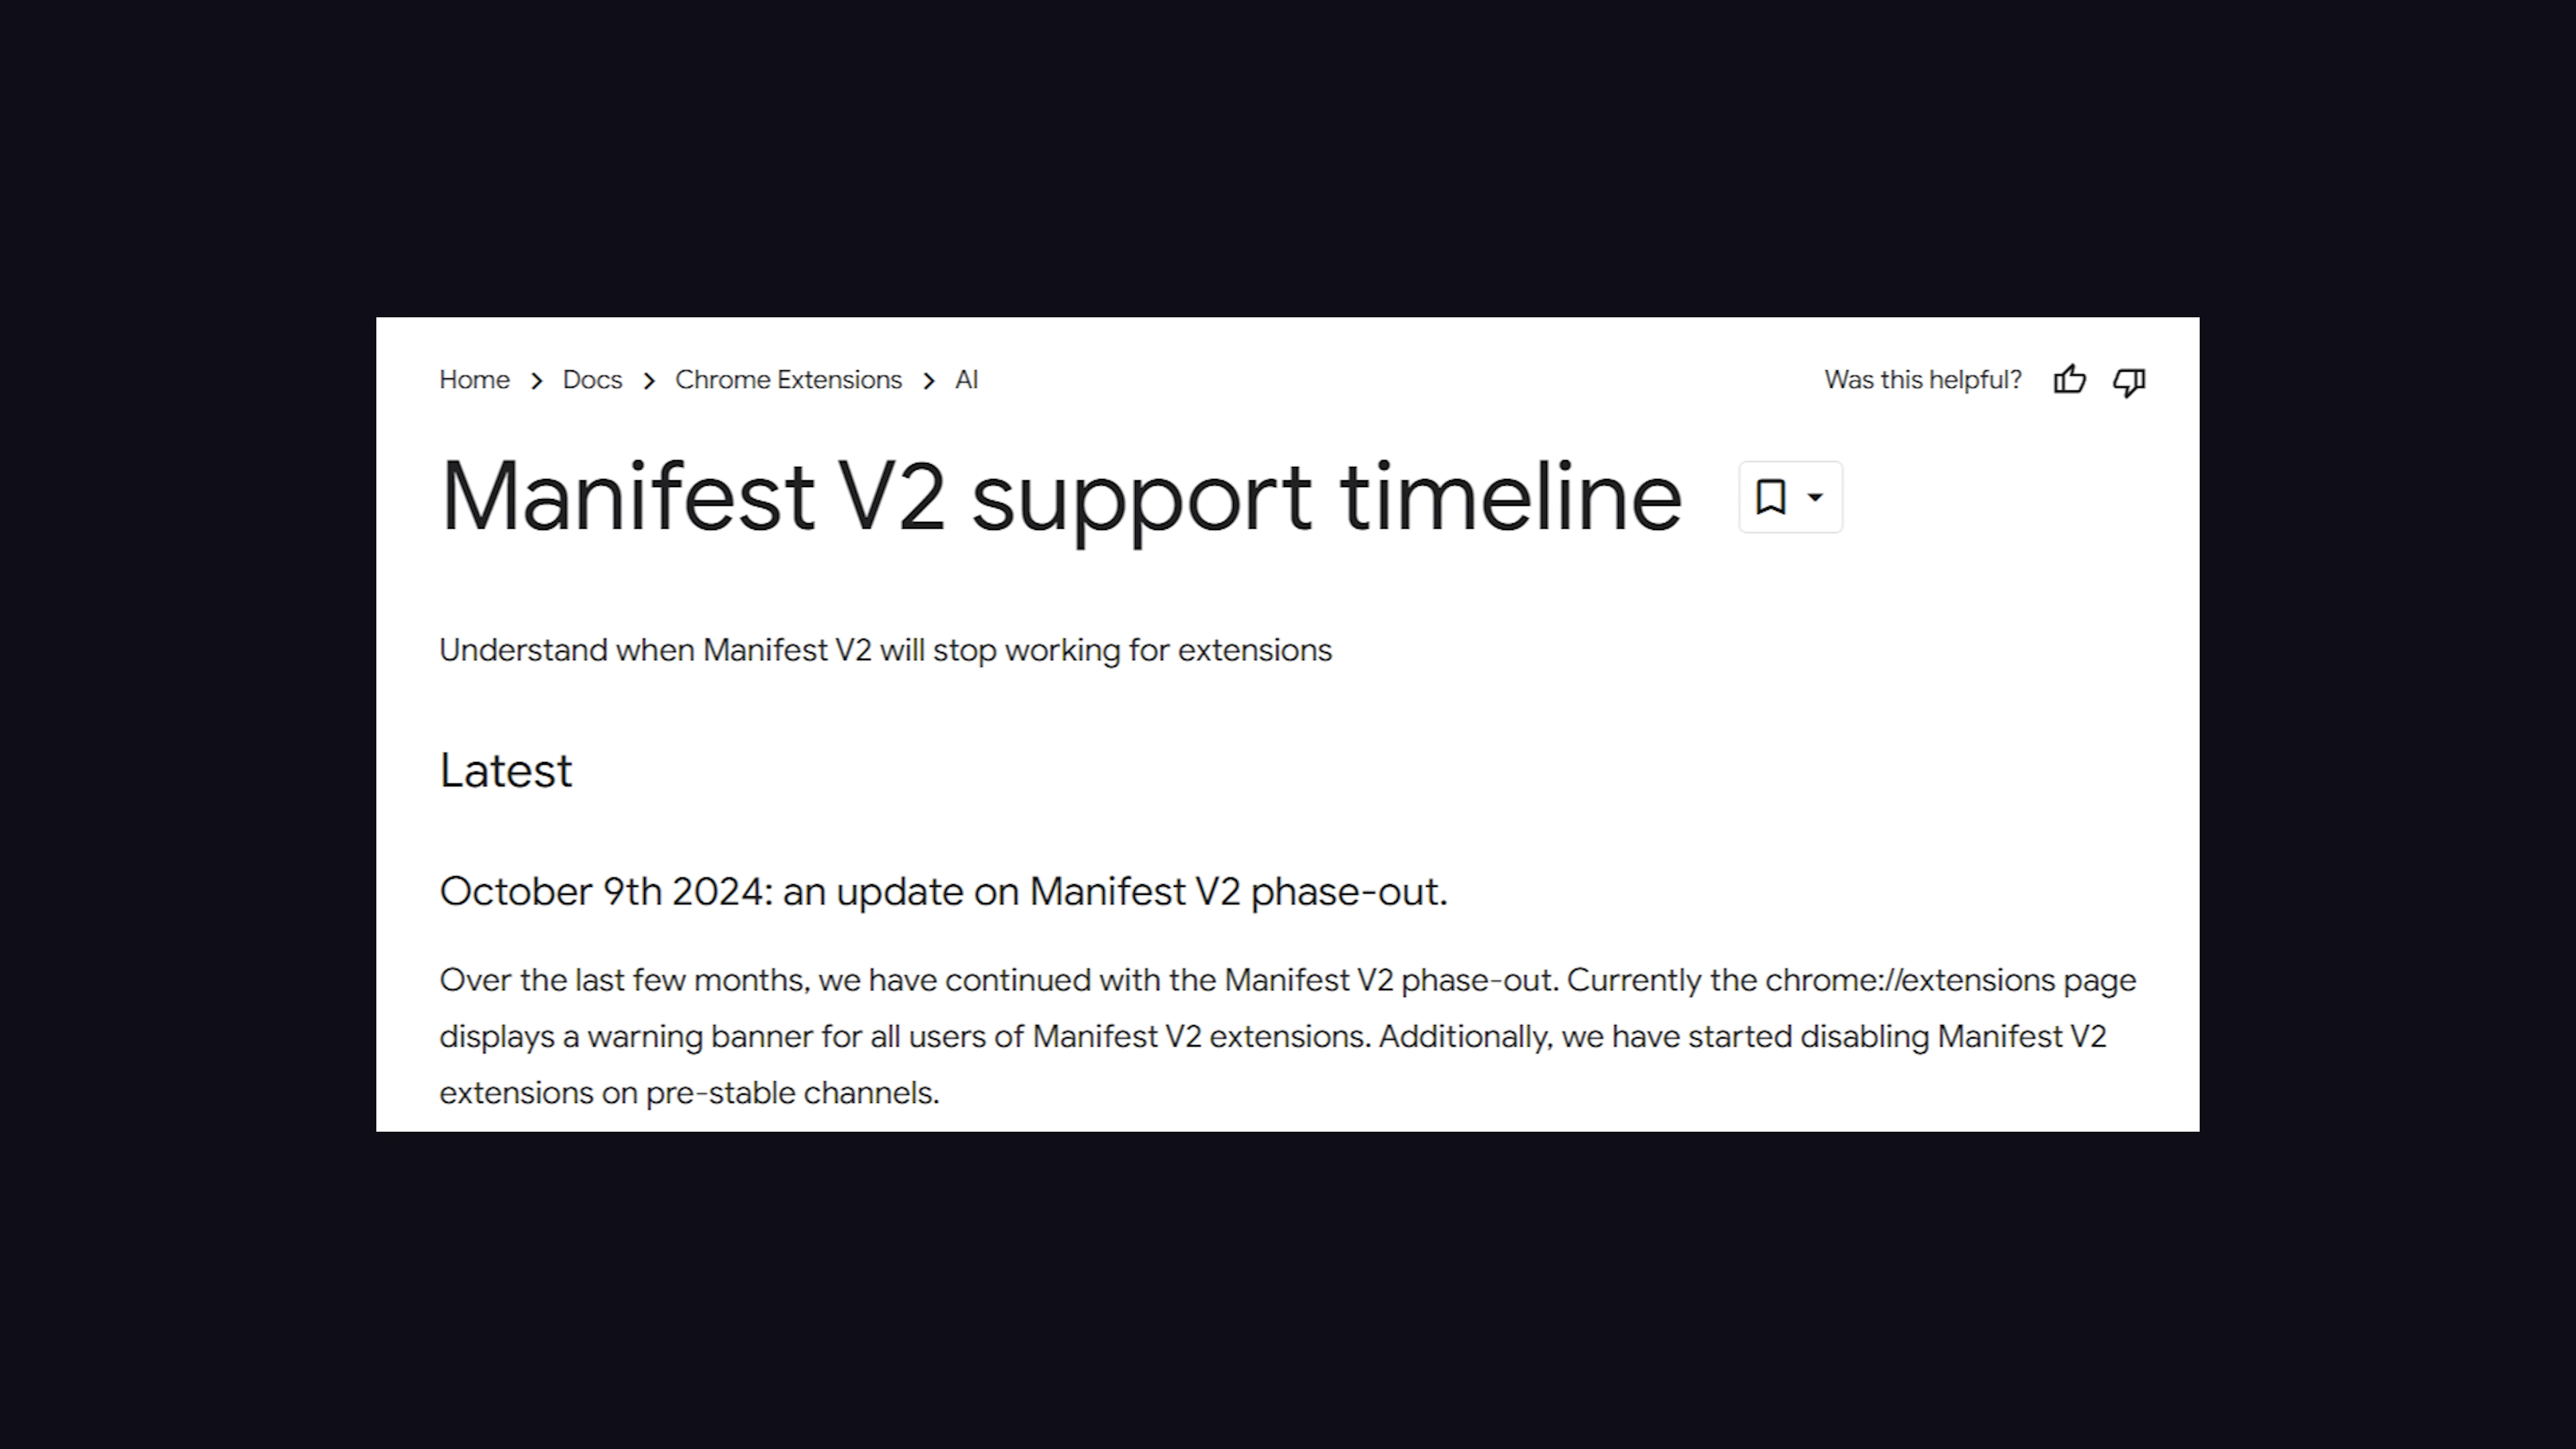 Home > Docs > Chrome Extensions > AI
Was this helpful?
Manifest V2 support timeline
Understand when Manifest V2 will stop working for extensions
Latest
October 9th 2024: an update on Manifest V2 phase-out.
Over the last few months, we have continued with the Manifest V2 phase-out. Currently the chrome://extensions page
displays a warning banner for all users of Manifest V2 extensions. Additionally, we have started disabling Manifest V2
extensions on pre-stable channels.